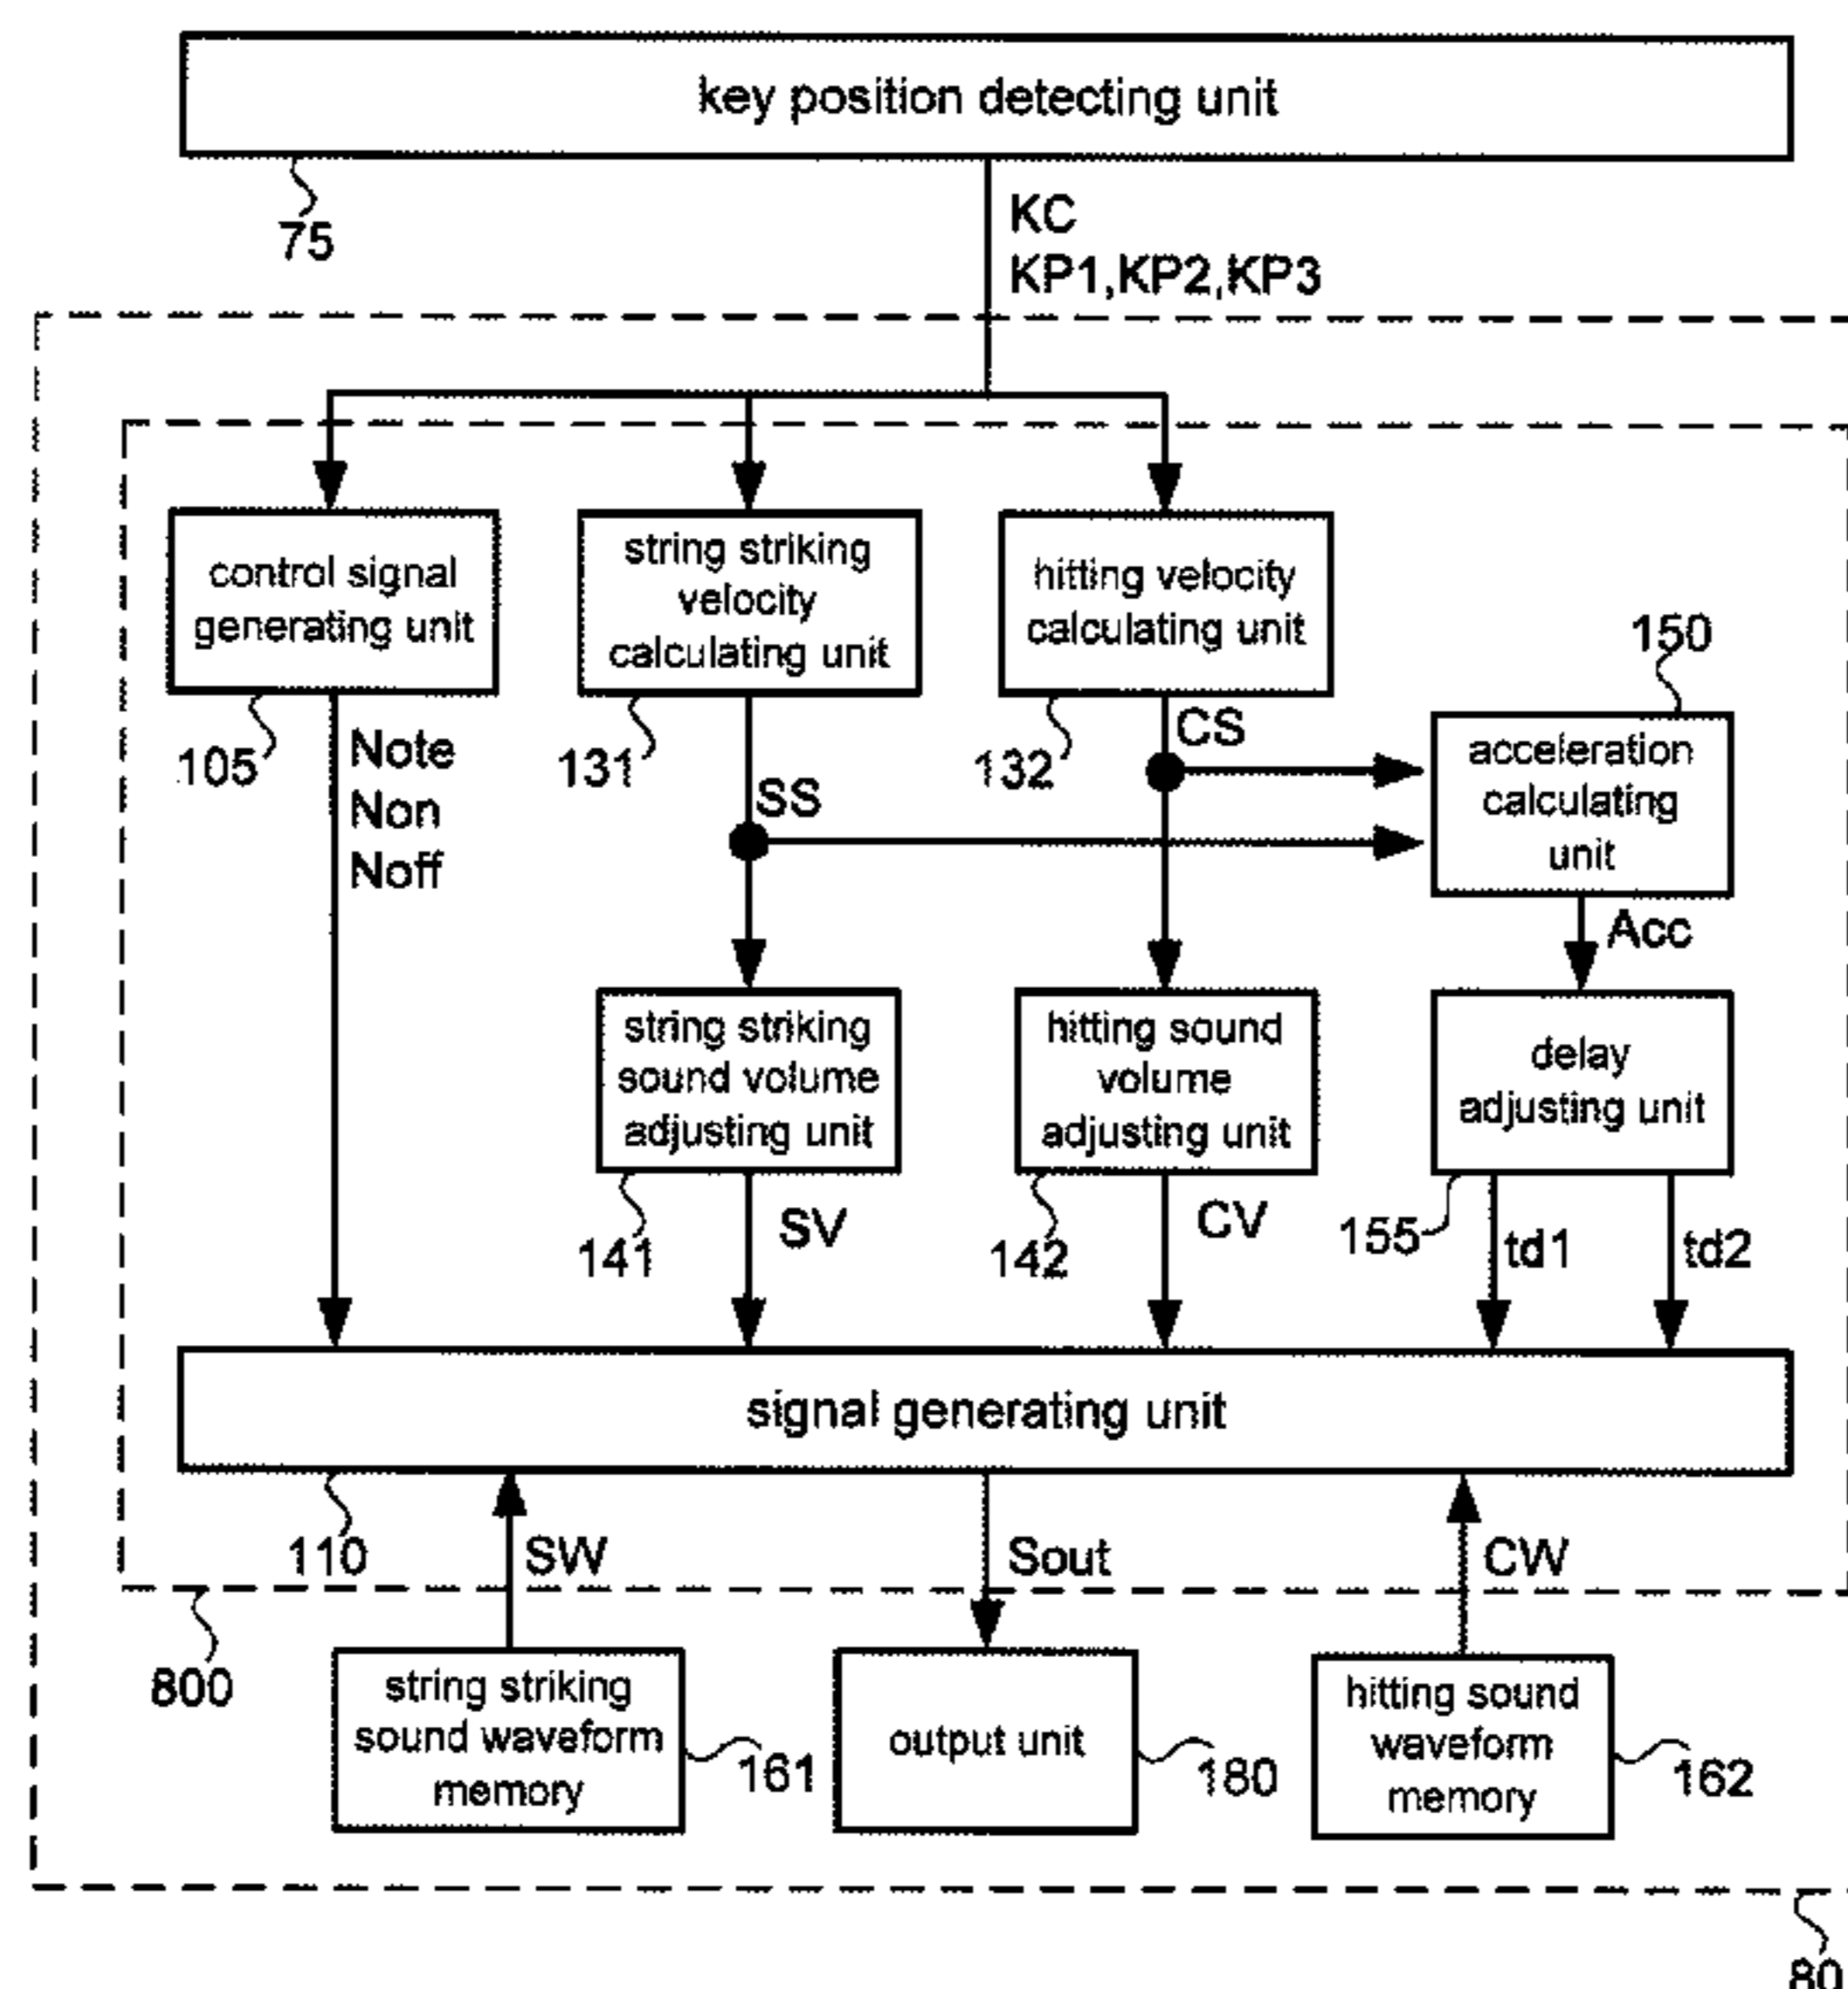 key position detecting unit
75
KC
KP1,KP2,KP3
control signal
generating unit
string striking
velocity
calculating unit
hitting velocity
calculating unit
150
105
Note
Non
Noff
131
SS
132
CS
acceleration
calculating
unit
Acc
string striking
sound volume
adjusting unit
hitting sound
volume
adjusting unit
delay
adjusting unit
141
SV
142
CV
155
td1
td2
signal generating unit
110
SW
Sout
CW
800
string striking
sound waveform
memory
161
output unit
180
hitting sound
waveform
memory
162
80